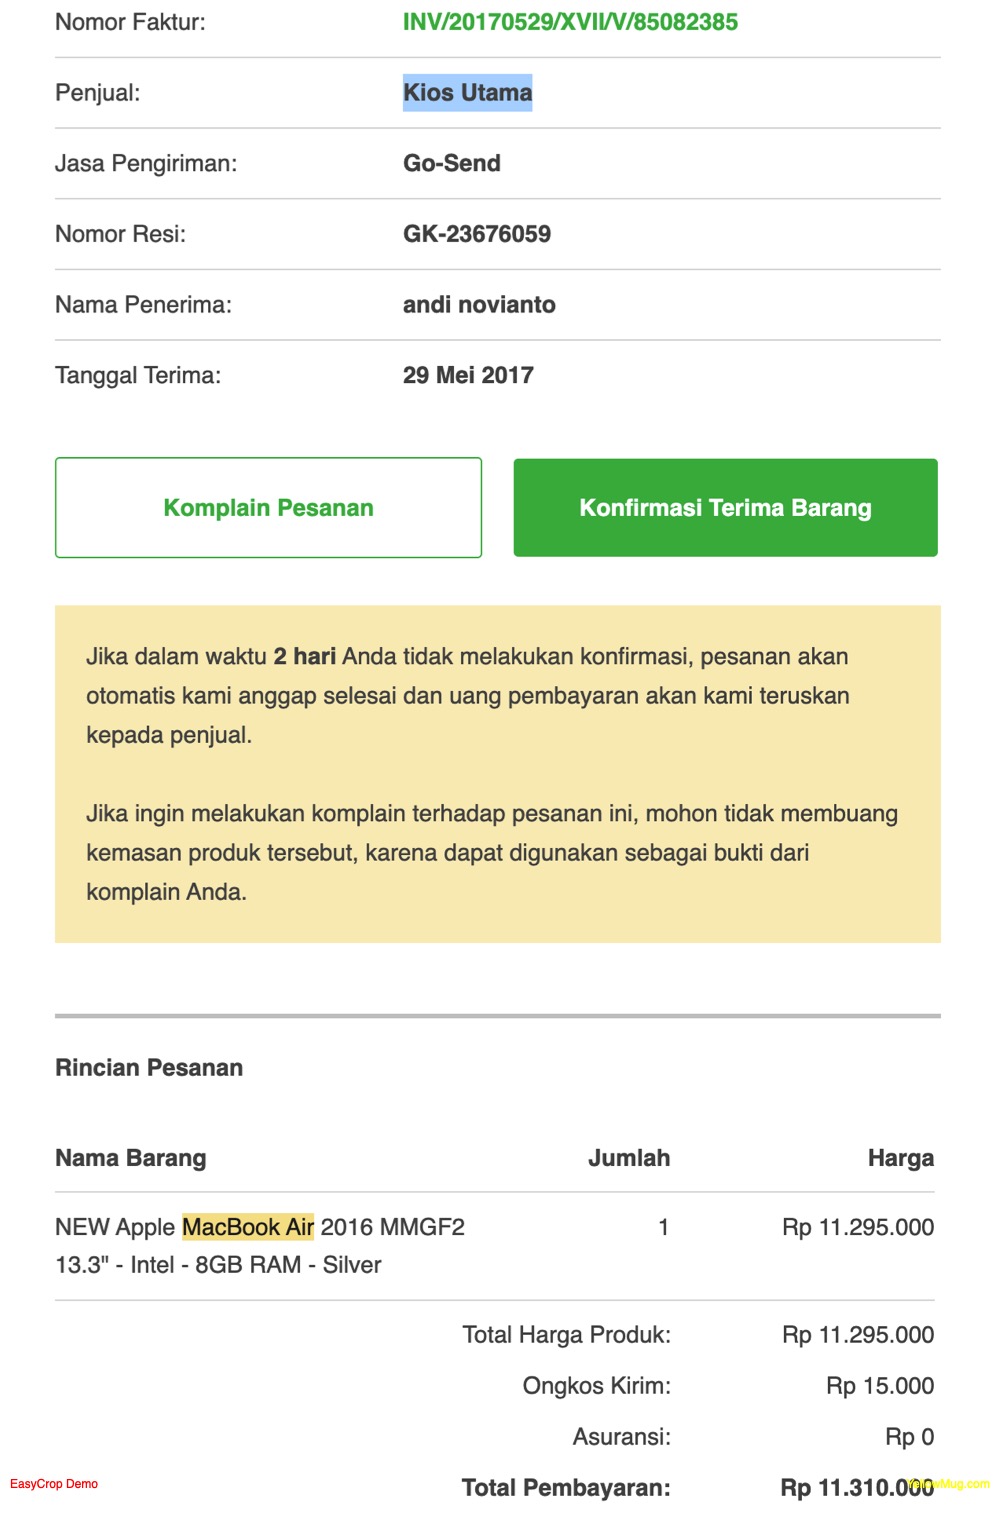 Nomor Faktur: INV/20170529/XVII/V/85082385
Penjual: Kios Utama
Jasa Pengiriman: Go-Send
Nomor Resi: GK-23676059
Nama Penerima: andi novianto
Tanggal Terima: 29 Mei 2017
Komplain Pesanan Konfirmasi Terima Barang
Jika dalam waktu 2 hari Anda tidak melakukan konfirmasi, pesanan akan
otomatis kami anggap selesai dan uang pembayaran akan kami teruskan
kepada penjual.
Jika ingin melakukan komplain terhadap pesanan ini, mohon tidak membuang
kemasan produk tersebut, karena dapat digunakan sebagai bukti dari
komplain Anda.
Rincian Pesanan
Nama Barang Jumlah Harga
NEW Apple MacBook Air 2016 MMGF2 1 Rp 11.295.000
13.3" - Intel - 8GB RAM - Silver
Total Harga Produk: Rp 11.295.000
Ongkos Kirim: Rp 15.000
Asuransi: Rp 0
Total Pembayaran: Rp 11.310.000
EasyCrop Demo
YellowMug.com